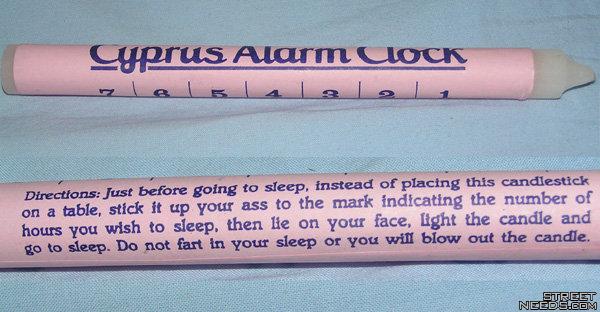 Cyprus Alarm Clock
7 6 5 4 3 2 1
Directions: Just before going to sleep, instead of placing this candlestick
on a table, stick it up your ass to the mark indicating the number of
hours you wish to sleep, then lie on your face, light the candle and
go to sleep. Do not fart in your sleep or you will blow out the candle.
STREET
NEEDS.COM